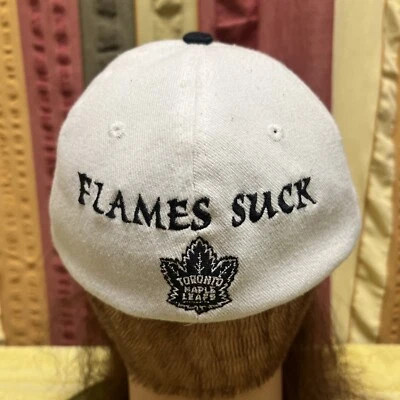 FLAMES SUCK
TORONTO
MAPLE
LEAFS